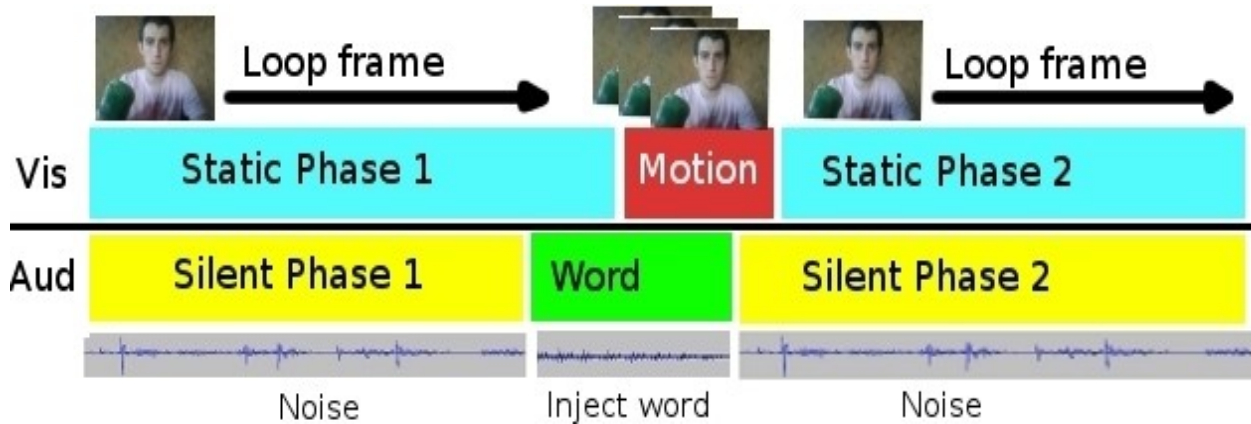 Loop frame
Loop frame
Vis
Static Phase 1
Motion
Static Phase 2
Aud
Silent Phase 1
Word
Silent Phase 2
Noise
Inject word
Noise